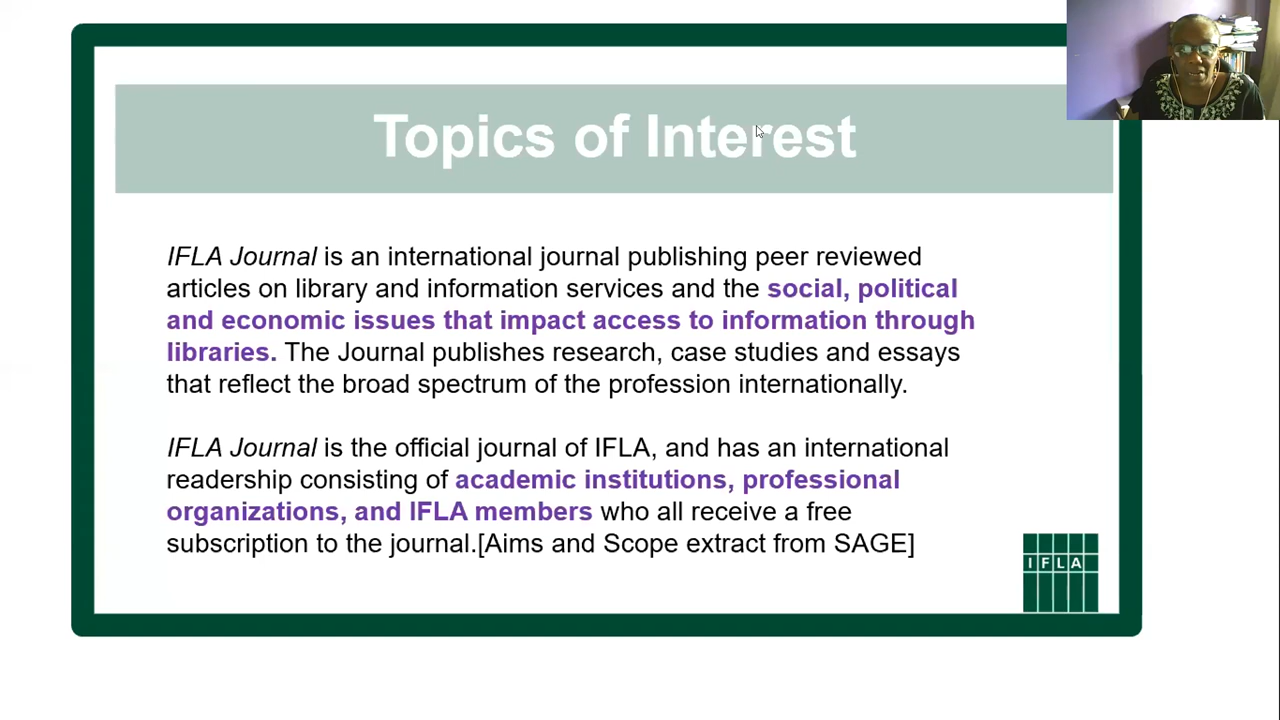 Topics of Interest
IFLA Journal is an international journal publishing peer reviewed
articles on library and information services and the social, political
and economic issues that impact access to information through
libraries. The Journal publishes research, case studies and essays
that reflect the broad spectrum of the profession internationally.
IFLA Journal is the official journal of IFLA, and has an international
readership consisting of academic institutions, professional
organizations, and IFLA members who all receive a free
subscription to the journal.[Aims and Scope extract from SAGE]
IFLA